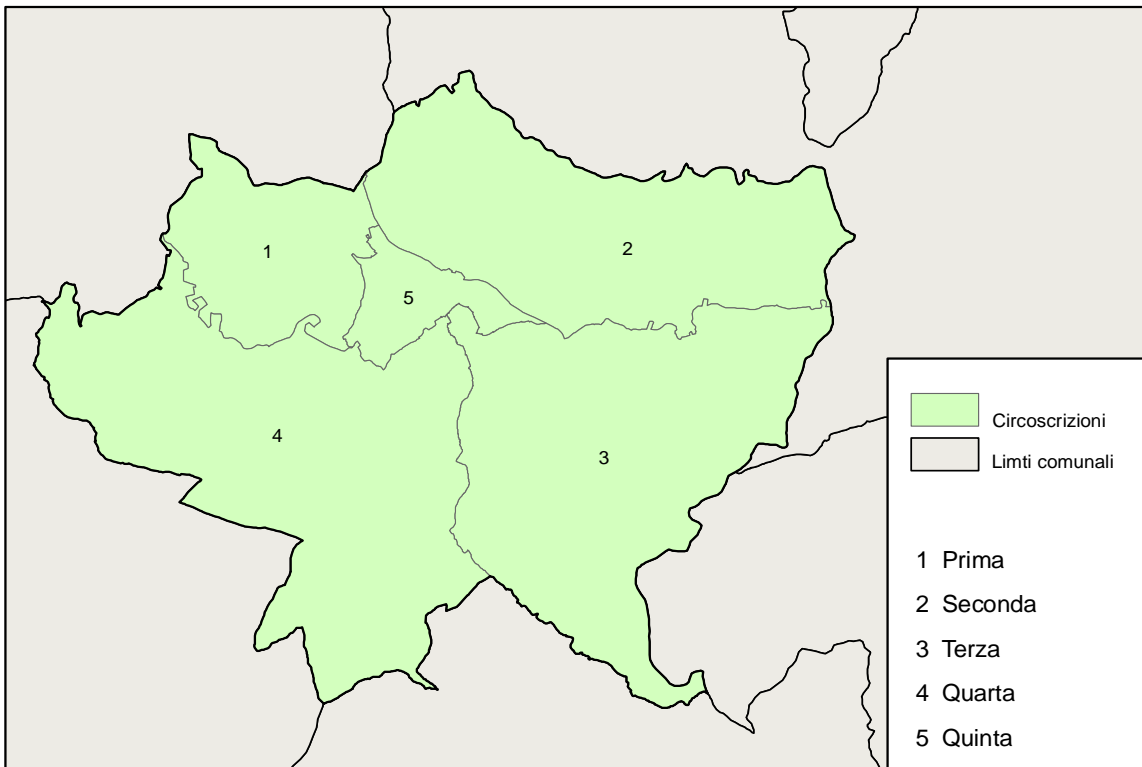 1
2
5
4
3
Circoscrizioni
Limti comunali
1 Prima
2 Seconda
3 Terza
4 Quarta
5 Quinta